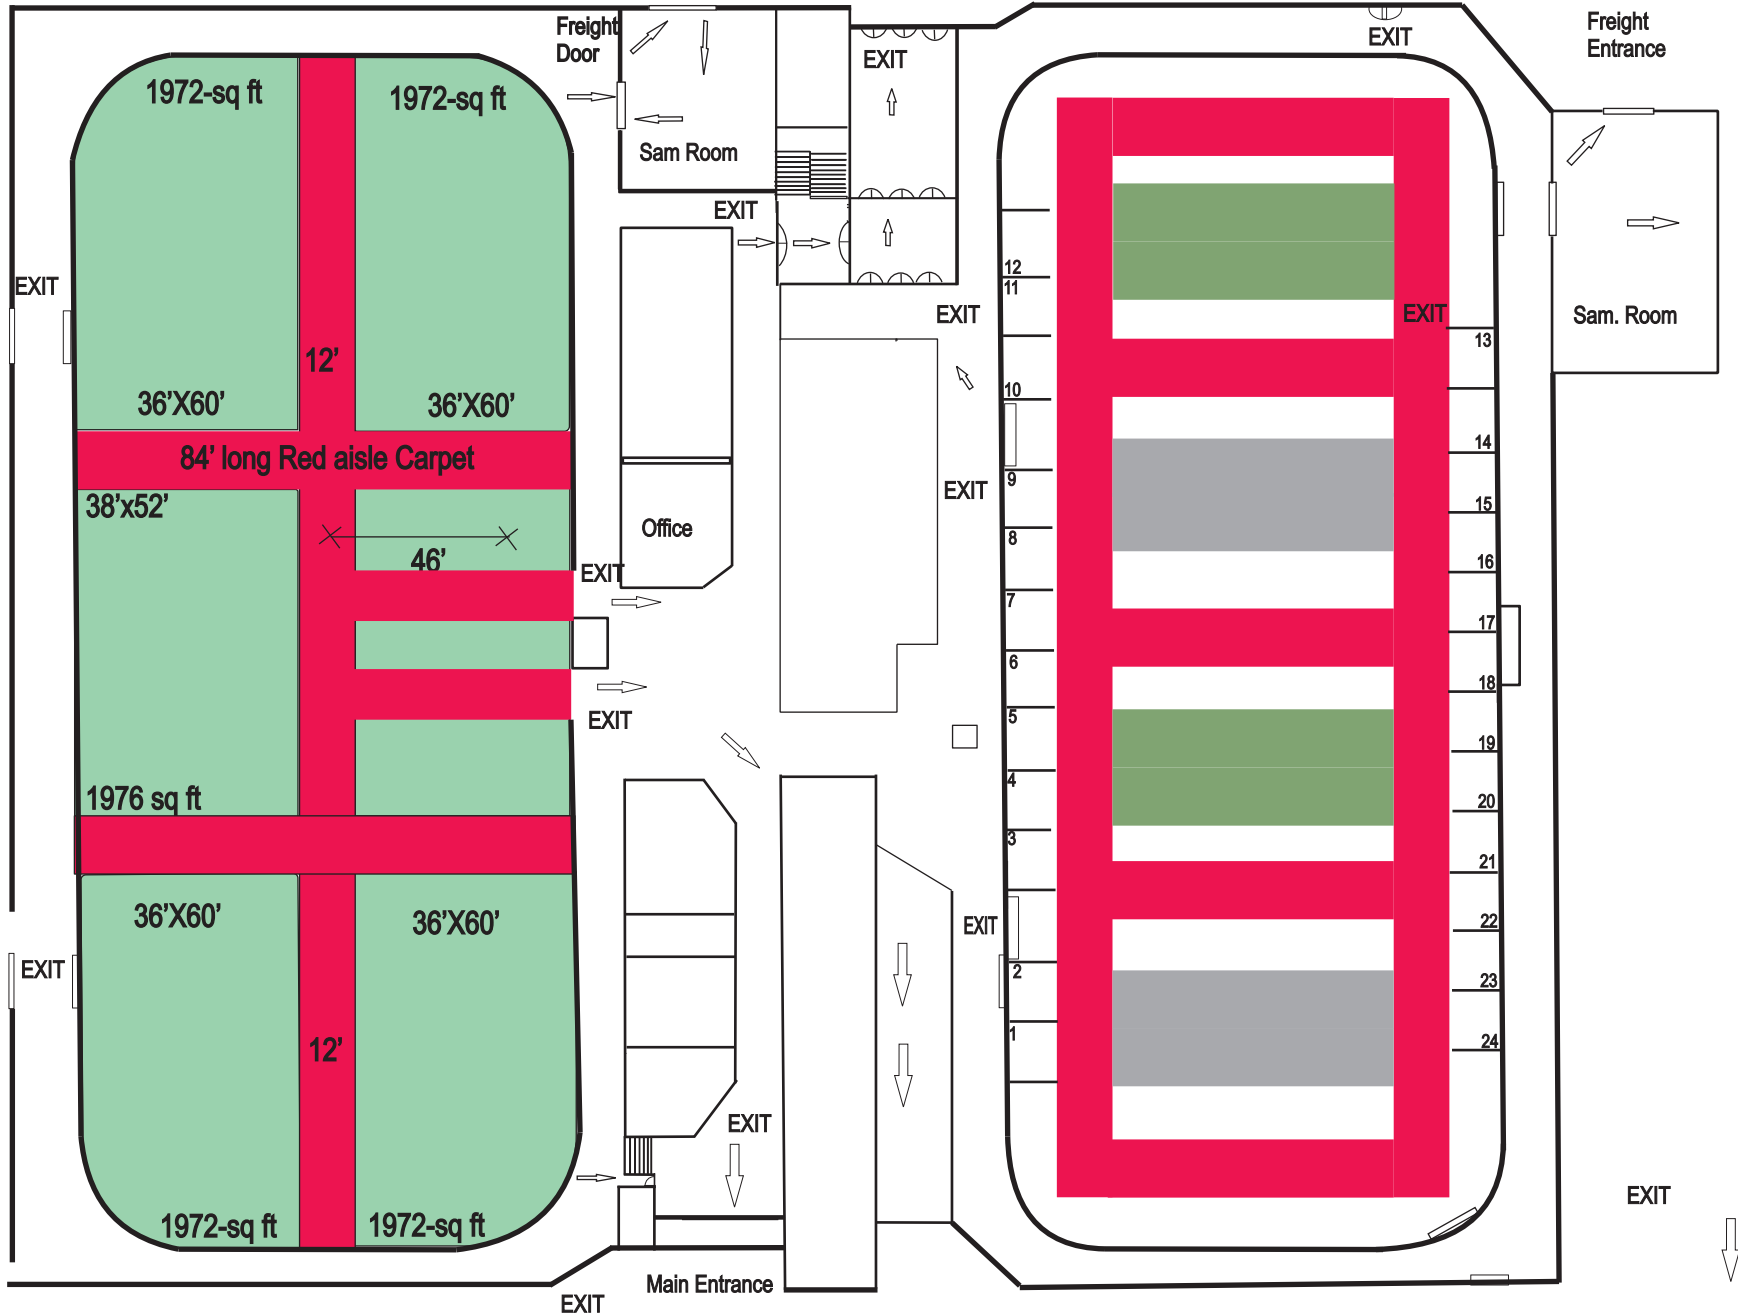 Freight
Door
Freight
Entrance
EXIT
EXIT
1972-sq ft
1972-sq ft
Sam Room
EXIT
12
11
EXIT
EXIT
EXIT
Sam. Room
13
12'
10
36'X60'
36'X60'
14
84' long Red aisle Carpet
9
EXIT
38'x52'
15
Office
8
46'
16
EXIT
7
17
6
18
5
EXIT
19
4
1976 sq ft
20
3
21
36'X60'
36'X60'
EXIT
22
EXIT
2
23
1
24
12'
EXIT
EXIT
1972-sq ft
1972-sq ft
Main Entrance
EXIT